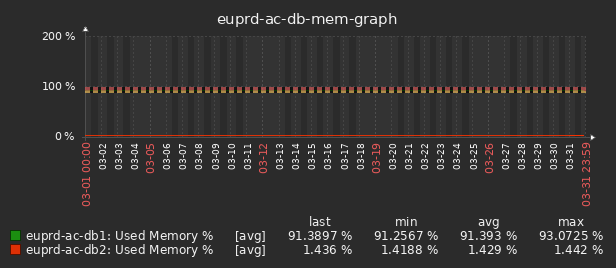 euprd-ac-db-mem-graph
200 %
100 %
0 %
03-01 00:00 03-02 03-03 03-04 03-05 03-06 03-07 03-08 03-09 03-10 03-11 03-12 03-13 03-14 03-15 03-16 03-17 03-18 03-19 03-20 03-21 03-22 03-23 03-24 03-25 03-26 03-27 03-28 03-29 03-30 03-31 03-31 23:59
last min avg max
euprd-ac-db1: Used Memory % [avg] 91.3897 % 91.2567 % 91.393 % 93.0725 %
euprd-ac-db2: Used Memory % [avg] 1.436 % 1.4188 % 1.429 % 1.442 %